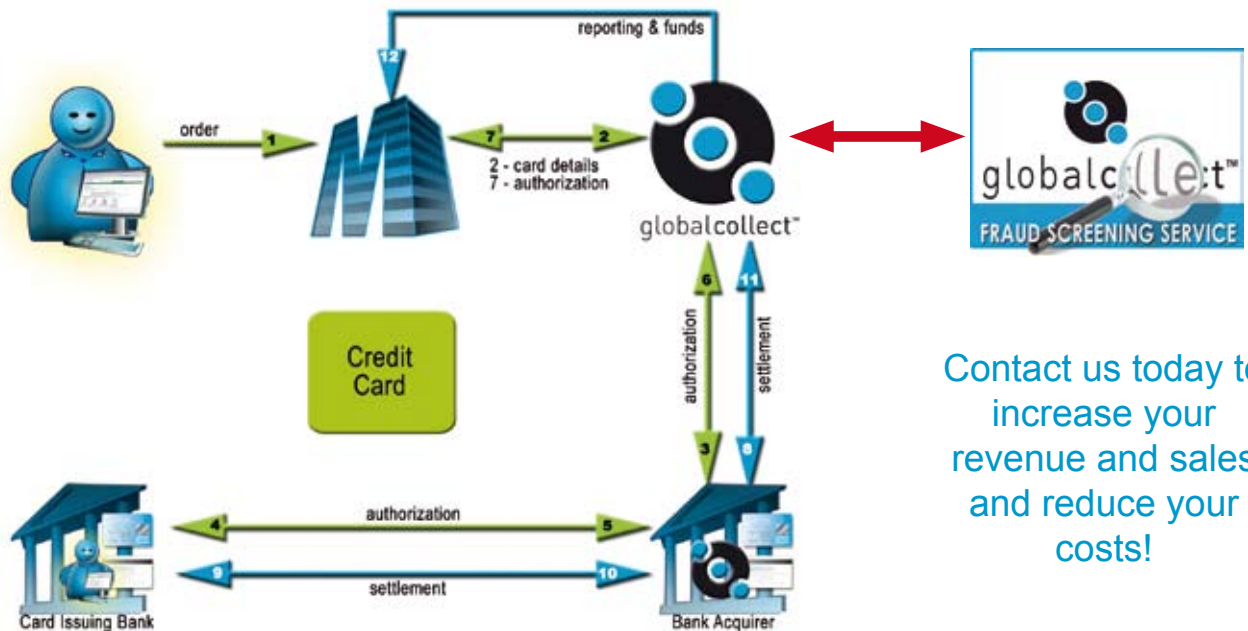 reporting & funds
12
order
1
7
2
2 - card details
7 - authorization
globalcollect™
globalcollect™
FRAUD SCREENING SERVICE
6
11
authorization
settlement
3
8
Credit
Card
Contact us today to
increase your
revenue and sales
and reduce your
costs!
4
authorization
5
9
settlement
10
Card Issuing Bank
Bank Acquirer